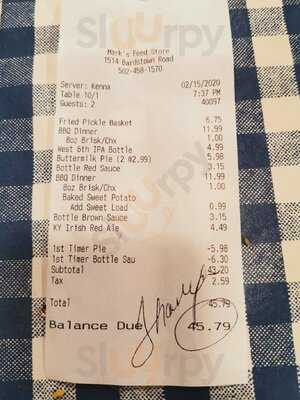 Sluurpy
Mark's Feed Store
1514 Bardstown Road
502-458-1570
Server: Kenna 02/15/2020
Table 10/1 7:37 PM
Guests: 2 40097
Fried Pickle Basket 6.75
BBQ Dinner 11.99
8oz Brisk/Chx 1.00
West 6th IPA Bottle 4.99
Buttermilk Pie (2 @2.99) 5.98
Bottle Red Sauce 3.15
BBQ Dinner 11.99
8oz Brisk/Chx 1.00
Baked Sweet Potato
Add Sweet Load 0.99
Bottle Brown Sauce 3.15
KY Irish Red Ale 4.49
1st Timer Pie -5.98
1st Timer Bottle Sau -6.30
Subtotal 43.20
Tax 2.59
Total 45.79
Balance Due 45.79
Thanks
Sluurpy